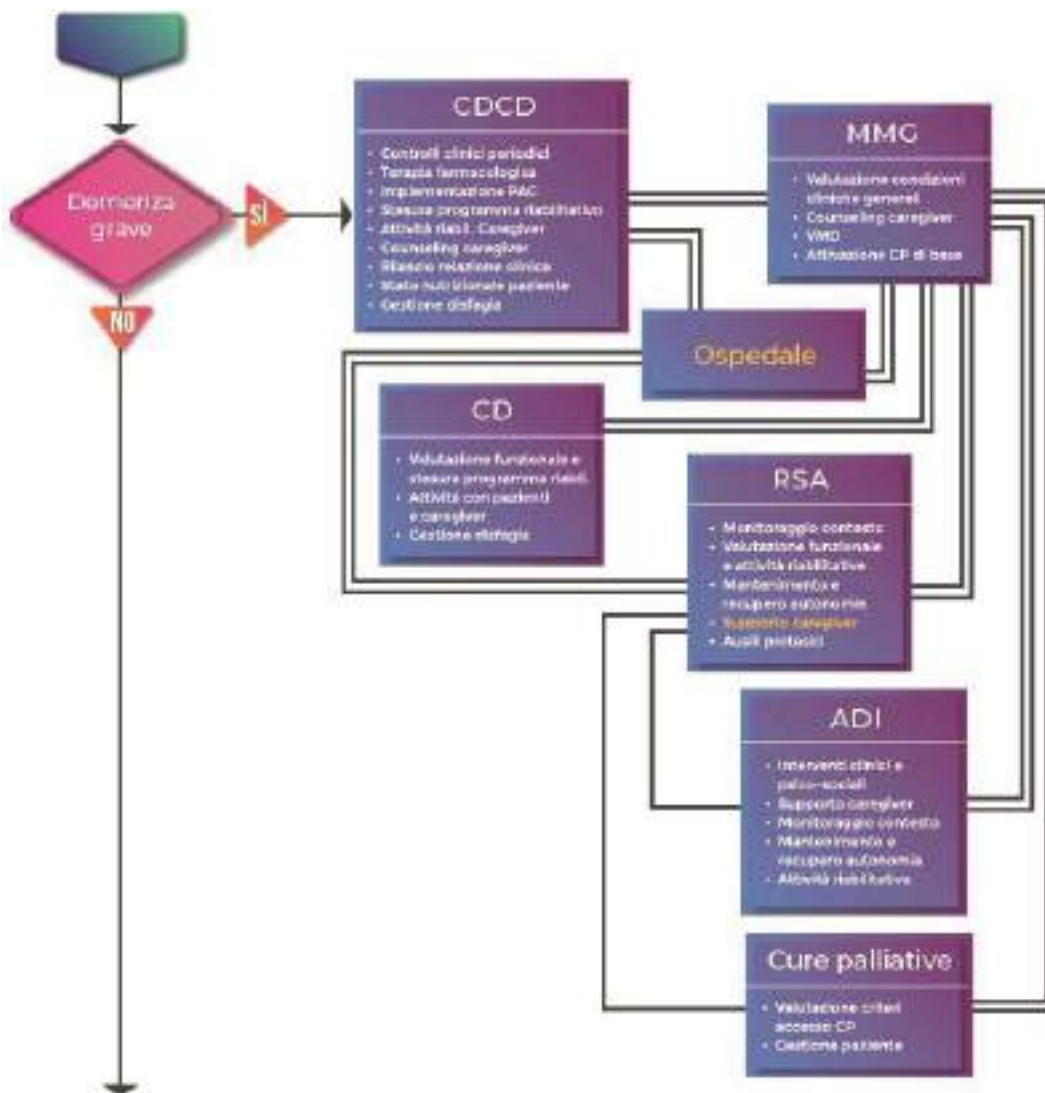 Demenza
grave
SÌ
NO
CDCD
• Controlli clinici periodici
• Terapia farmacologica
• Implementazione PAC
• Stesura programma riabilitativo
• Attività riabil. Caregiver
• Counseling caregiver
• Rilancio relazione clinica
• Stato nutrizionale paziente
• Gestione disfagia
MMG
• Valutazione condizioni
cliniche generali
• Counseling caregiver
• VMD
• Attivazione CP di base
Ospedale
CD
• Valutazione funzionale e
stesura programma riabil.
• Attività con pazienti
e caregiver
• Gestione disfagia
RSA
• Monitoraggio contesto
• Valutazione funzionale
e attività riabilitative
• Mantenimento e
recupero autonomie
• Supporto caregiver
• Ausili protesici
ADI
• Interventi clinici e
psico-sociali
• Supporto caregiver
• Monitoraggio contesto
• Mantenimento e
recupero autonomia
• Attività riabilitativa
Cure palliative
• Valutazione criteri
accesso CP
• Gestione paziente